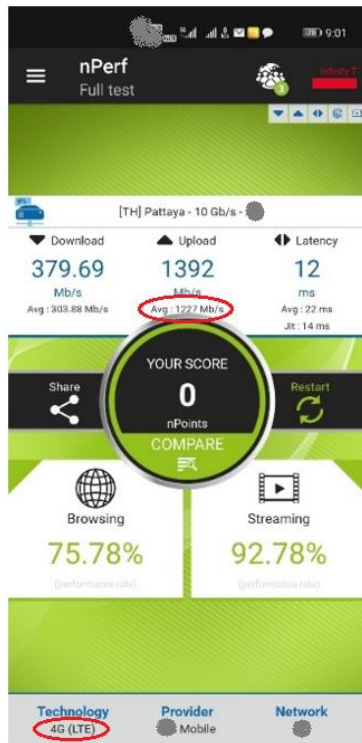 9:01
nPerf
Full test
3
[TH] Pattaya - 10 Gb/s -
Download
Upload
Latency
379.69
1392
12
Mb/s
Mb/s
ms
Avg : 303.88 Mb/s
Avg : 1227 Mb/s
Avg : 22 ms
Jit : 14 ms
YOUR SCORE
Share
0
Restart
nPoints
COMPARE
Browsing
Streaming
75.78%
92.78%
(performance rate)
(performance rate)
Technology
Provider
Network
4G (LTE)
Mobile